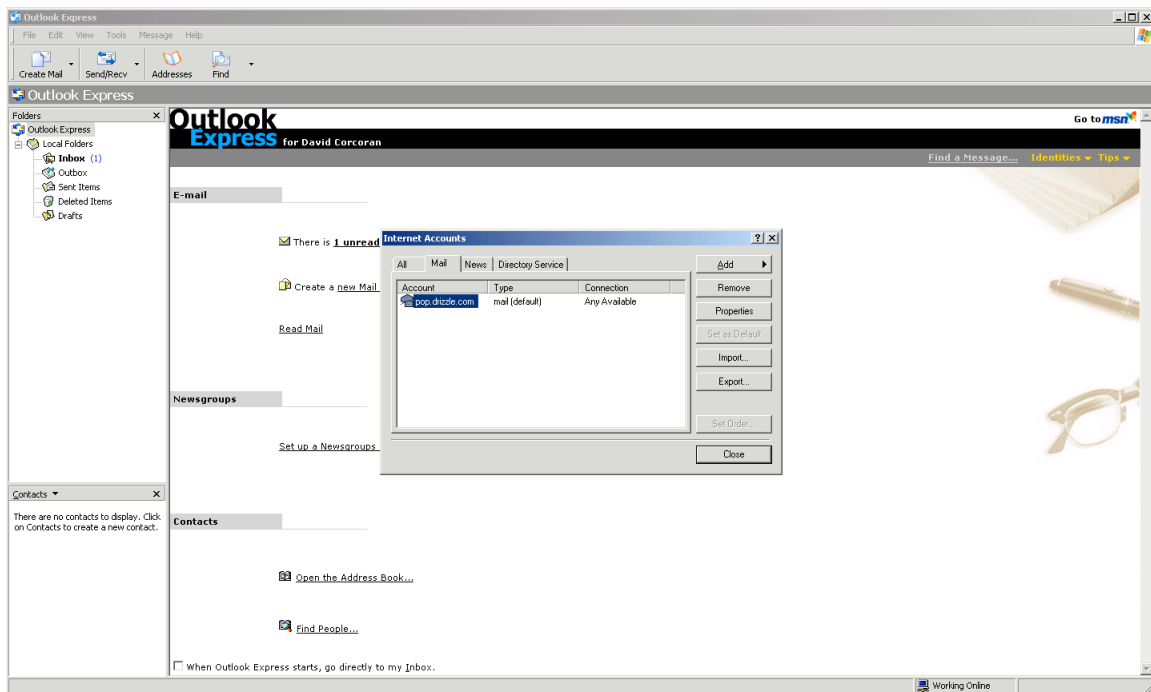 Outlook Express
File Edit View Tools Message Help
Create Mail Send/Recv Addresses Find
Outlook Express
Folders
Outlook Express
Local Folders
Inbox (1)
Outbox
Sent Items
Deleted Items
Drafts
Contacts
There are no contacts to display. Click
on Contacts to create a new contact.
Outlook
Express for David Corcoran
Go to msn
Find a Message... Identities Tips
E-mail
There is 1 unread
Create a new Mail
Read Mail
Newsgroups
Set up a Newsgroups
Contacts
Open the Address Book...
Find People...
When Outlook Express starts, go directly to my Inbox.
Internet Accounts
All Mail News Directory Service
Account Type Connection
pop.drizzle.com mail (default) Any Available
Add
Remove
Properties
Set as Default
Import...
Export...
Set Order...
Close
Working Online